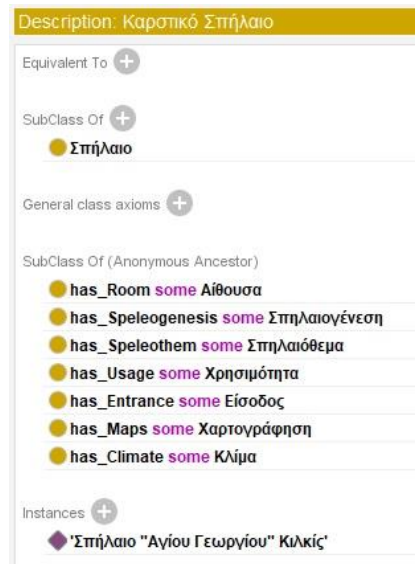 Description: Καρστικό Σπήλαιο
Equivalent To
SubClass Of
Σπήλαιο
General class axioms
SubClass Of (Anonymous Ancestor)
has_Room some Αίθουσα
has_Speleogenesis some Σπηλαιογένεση
has_Speleothem some Σπηλαιόθεμα
has_Usage some Χρησιμότητα
has_Entrance some Είσοδος
has_Maps some Χαρτογράφηση
has_Climate some Κλίμα
Instances
'Σπήλαιο "Αγίου Γεωργίου" Κιλκίς'